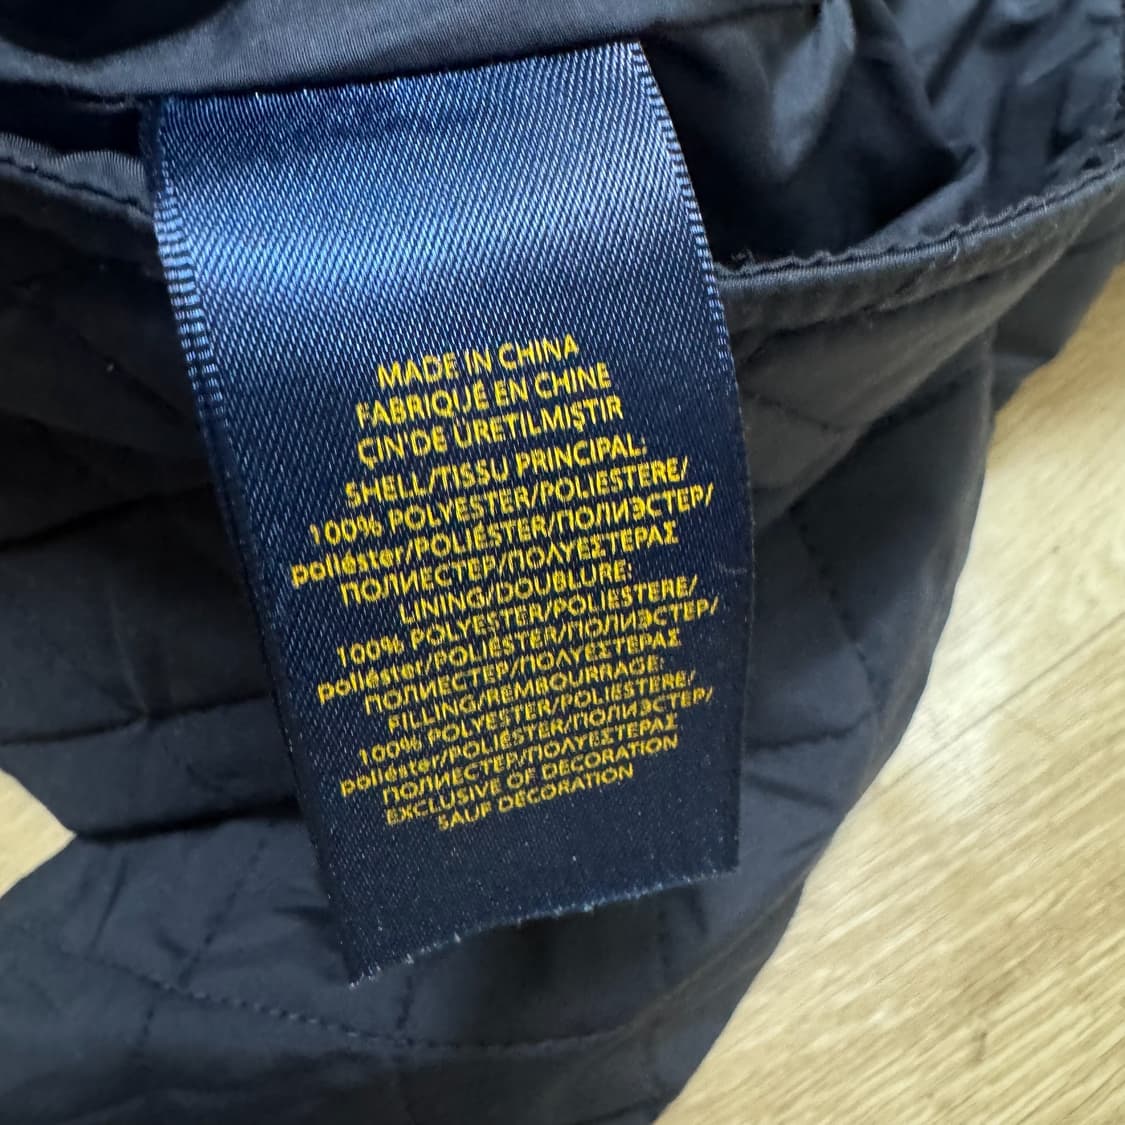 MADE IN CHINA
FABRIQUÉ EN CHINE
ÇİN'DE ÜRETİLMİŞTİR
SHELL/TISSU PRINCIPAL:
100% POLYESTER/POLIESTERE/
poliéster/POLIÉSTER/ПОЛИЭСТЕР/
ПОЛИЕСТЕР/ΠΟΛΥΕΣΤΕΡΑΣ
LINING/DOUBLURE:
100% POLYESTER/POLIESTERE/
poliéster/POLIÉSTER/ПОЛИЭСТЕР/
ПОЛИЕСТЕР/ΠΟΛΥΕΣΤΕΡΑΣ
FILLING/REMBOURRAGE:
100% POLYESTER/POLIESTERE/
poliéster/POLIÉSTER/ПОЛИЭСТЕР/
ПОЛИЕСТЕР/ΠΟΛΥΕΣΤΕΡΑΣ
EXCLUSIVE OF DECORATION
SAUF DÉCORATION